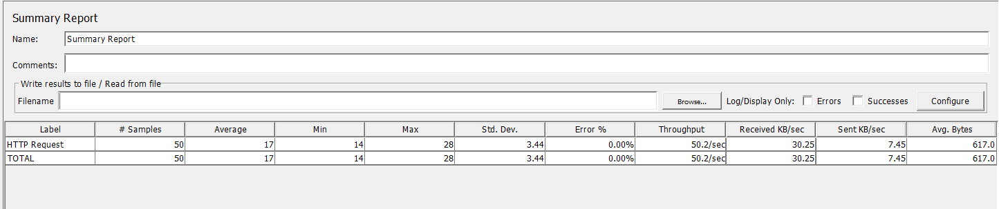 Summary Report
Name: Summary Report
Comments:
Write results to file / Read from file
Filename Browse... Log/Display Only: Errors Successes Configure
Label # Samples Average Min Max Std. Dev. Error % Throughput Received KB/sec Sent KB/sec Avg. Bytes
HTTP Request 50 17 14 28 3.44 0.00% 50.2/sec 30.25 7.45 617.0
TOTAL 50 17 14 28 3.44 0.00% 50.2/sec 30.25 7.45 617.0